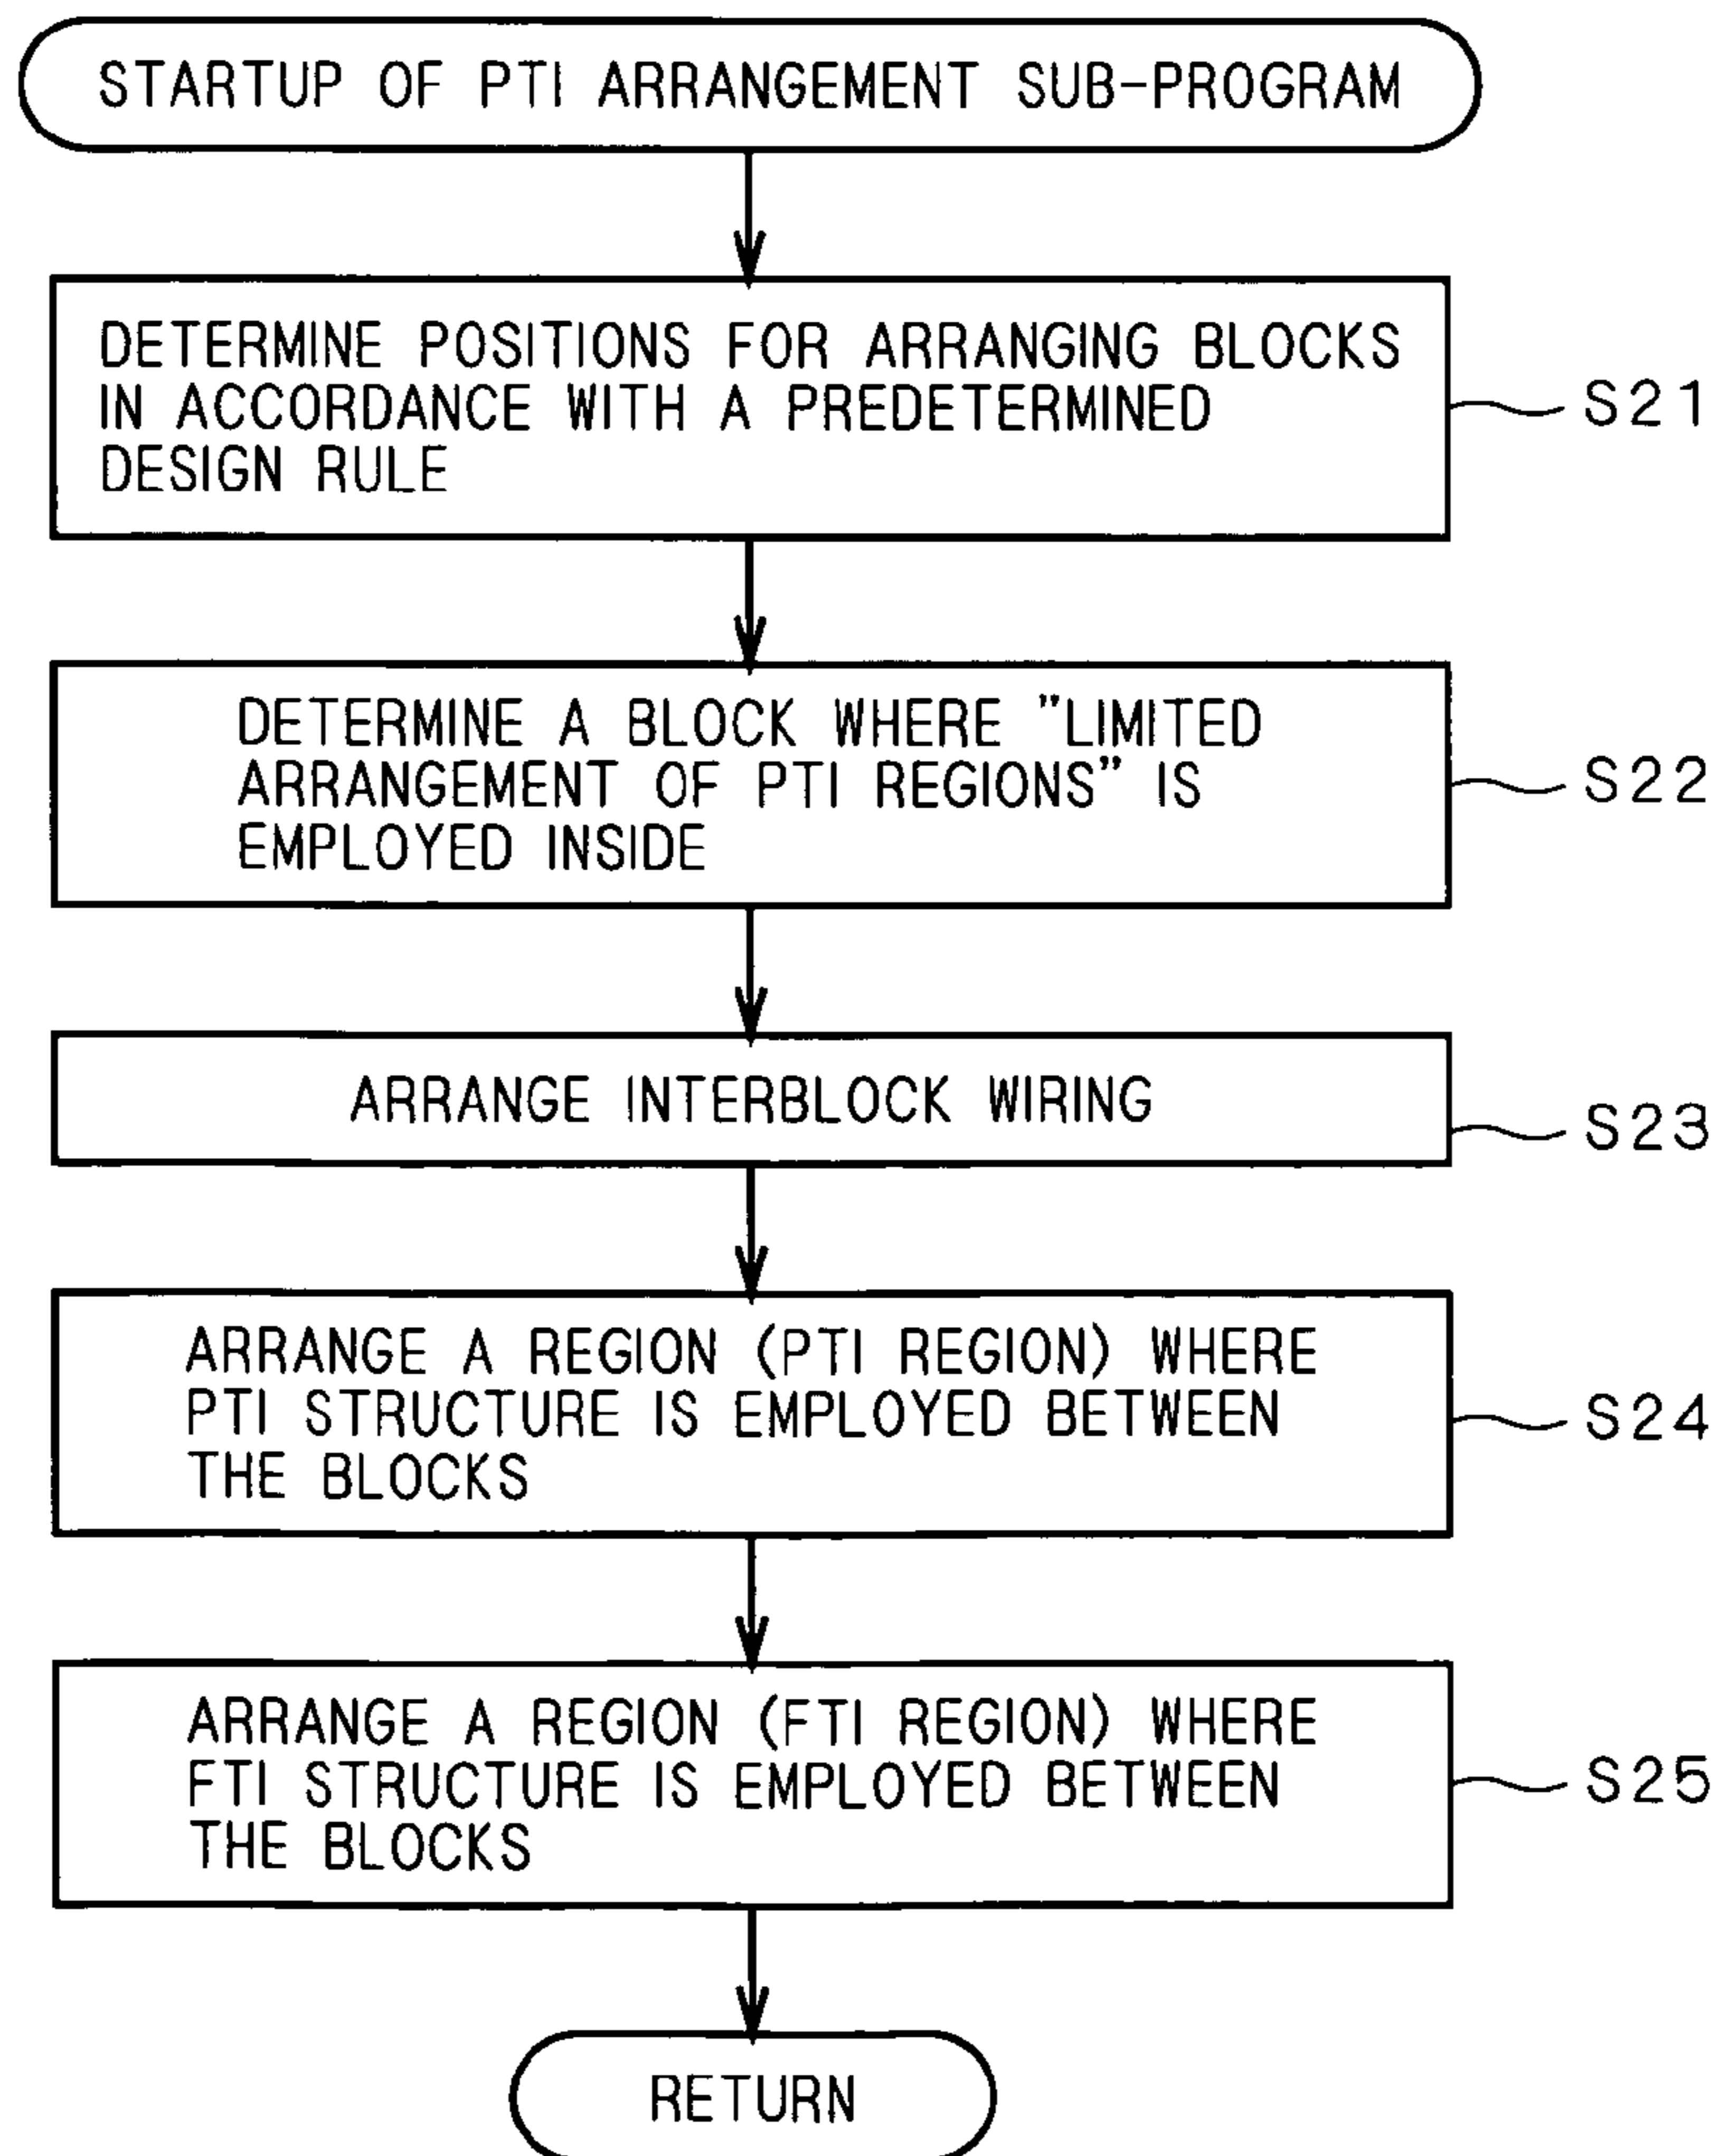 STARTUP OF PTI ARRANGEMENT SUB-PROGRAM
DETERMINE POSITIONS FOR ARRANGING BLOCKS
IN ACCORDANCE WITH A PREDETERMINED
DESIGN RULE
S21
DETERMINE A BLOCK WHERE "LIMITED
ARRANGEMENT OF PTI REGIONS" IS
EMPLOYED INSIDE
S22
ARRANGE INTERBLOCK WIRING
S23
ARRANGE A REGION (PTI REGION) WHERE
PTI STRUCTURE IS EMPLOYED BETWEEN
THE BLOCKS
S24
ARRANGE A REGION (FTI REGION) WHERE
FTI STRUCTURE IS EMPLOYED BETWEEN
THE BLOCKS
S25
RETURN